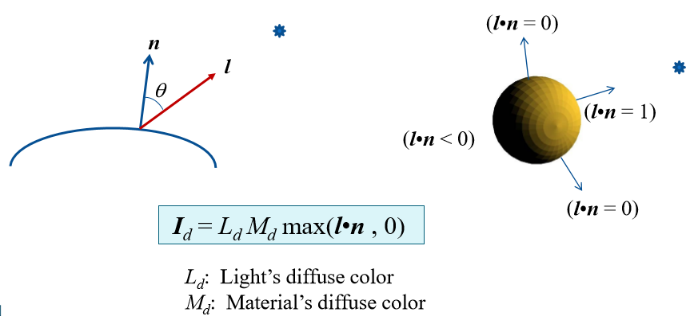 n
l
θ
(l•n = 0)
(l•n = 1)
(l•n < 0)
(l•n = 0)
I_d = L_d M_d max(l•n , 0)
L_d: Light's diffuse color
M_d: Material's diffuse color